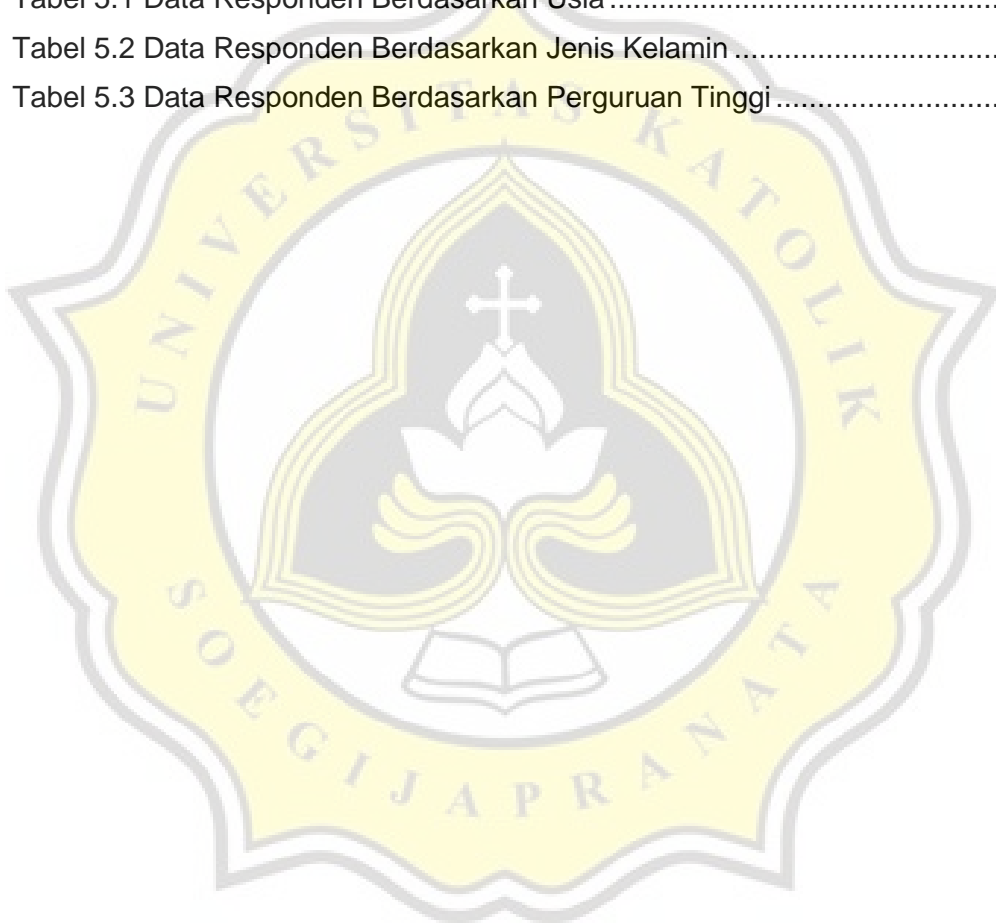 Tabel 5.1 Data Responden Berdasarkan Usia ................................................
Tabel 5.2 Data Responden Berdasarkan Jenis Kelamin ................................
Tabel 5.3 Data Responden Berdasarkan Perguruan Tinggi ...........................
UNIVERSITAS KATOLIK
SOEGIJAPRANATA